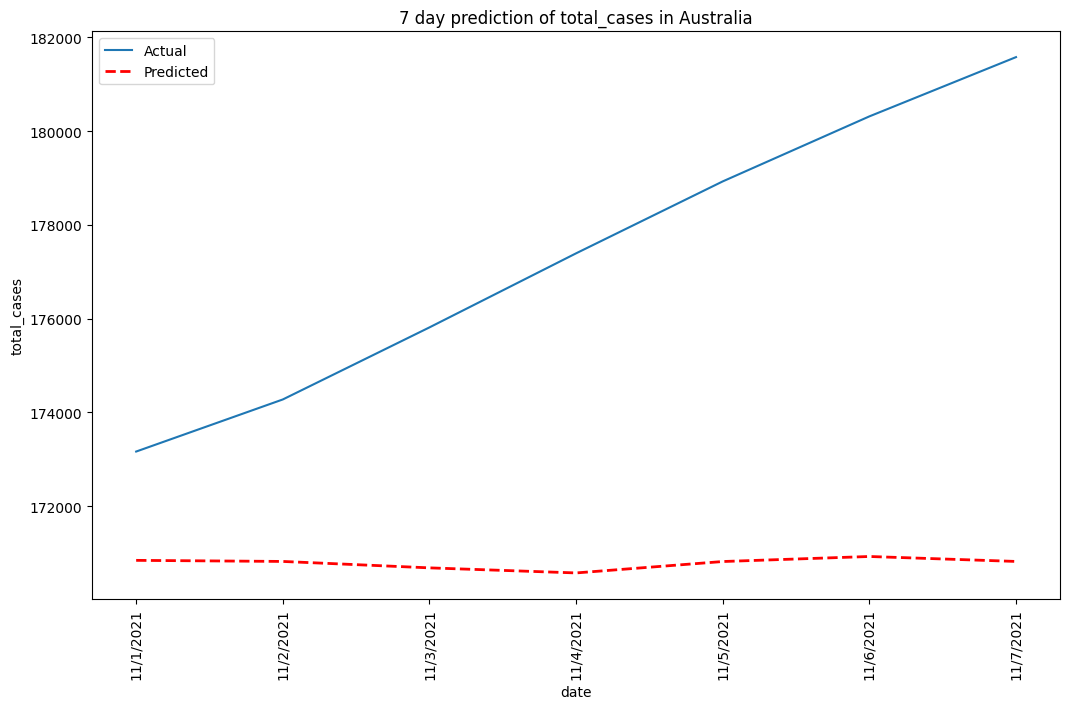 7 day prediction of total_cases in Australia
Actual
Predicted
182000
180000
178000
176000
174000
172000
total_cases
11/1/2021
11/2/2021
11/3/2021
11/4/2021
11/5/2021
11/6/2021
11/7/2021
date